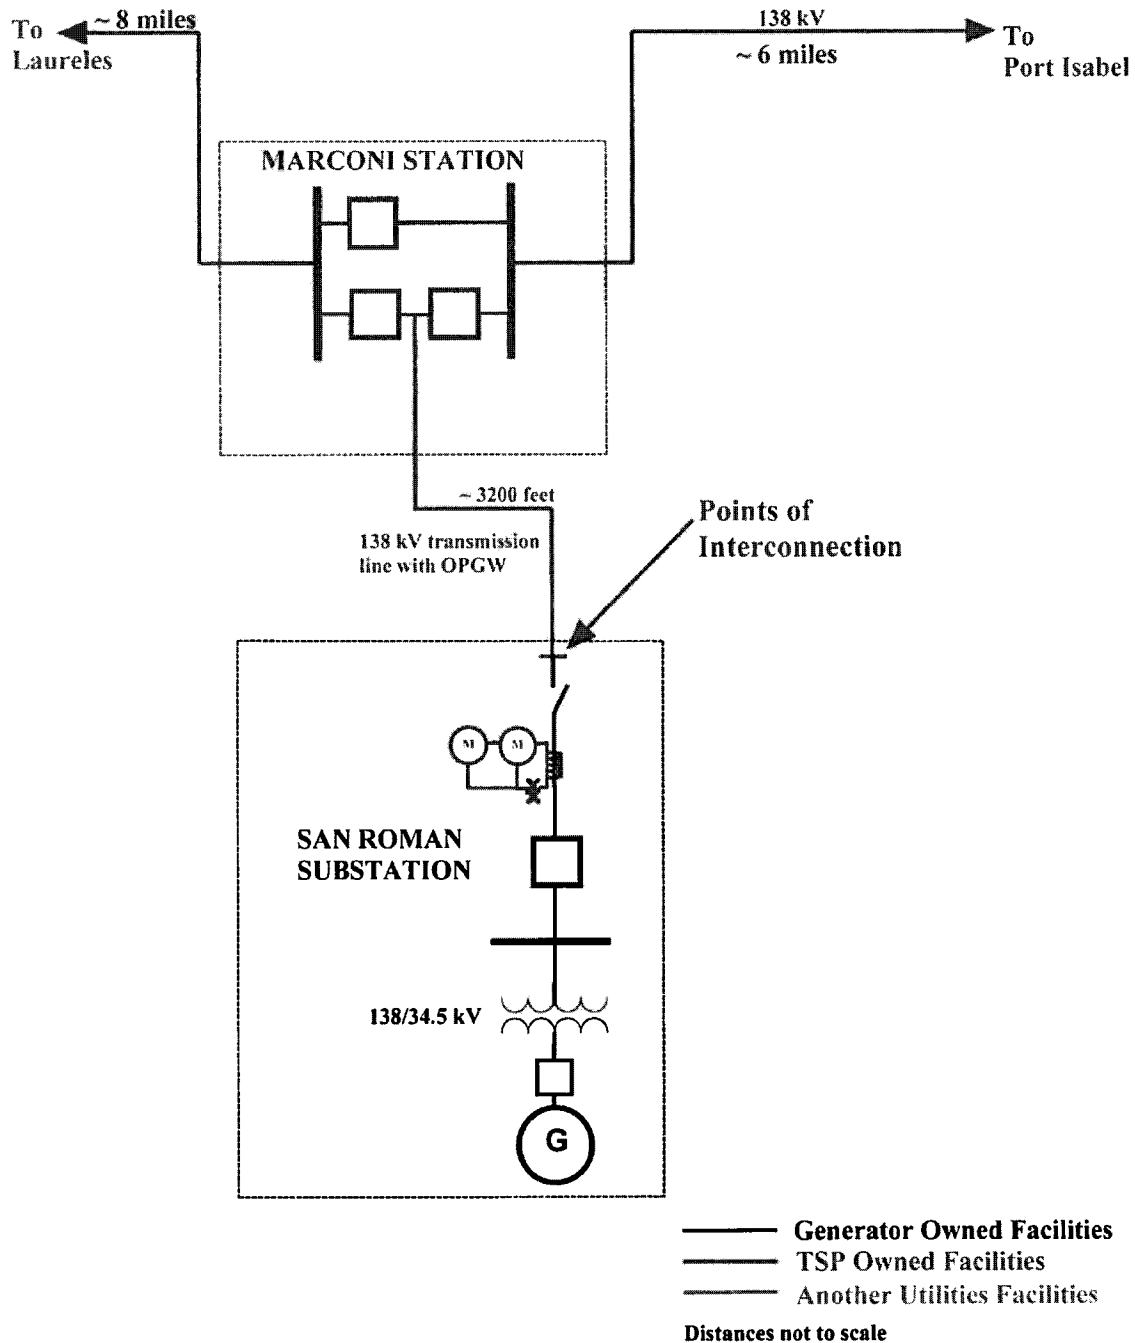 ~ 8 miles
To
Laureles
138 kV
~ 6 miles
To
Port Isabel
MARCONI STATION
~ 3200 feet
138 kV transmission
line with OPGW
Points of
Interconnection
M M
SAN ROMAN
SUBSTATION
138/34.5 kV
G
Generator Owned Facilities
TSP Owned Facilities
Another Utilities Facilities
Distances not to scale